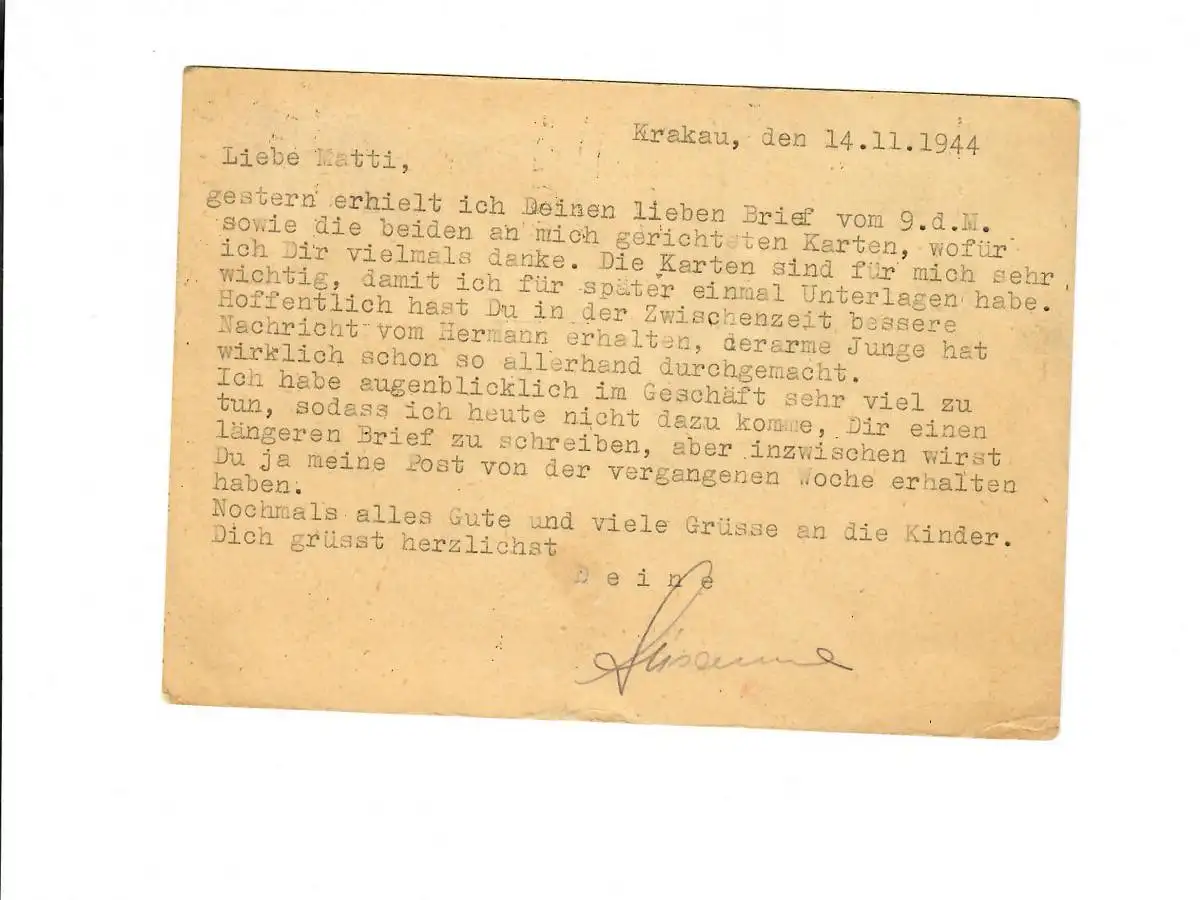 Krakau, den 14.11.1944
Liebe Matti,
gestern erhielt ich Deinen lieben Brief vom 9.d.M.
sowie die beiden an mich gerichteten Karten, wofür
ich Dir vielmals danke. Die Karten sind für mich sehr
wichtig, damit ich für später einmal Unterlagen habe.
Hoffentlich hast Du in der Zwischenzeit bessere
Nachricht vom Hermann erhalten, derarme Junge hat
wirklich schon so allerhand durchgemacht.
Ich habe augenblicklich im Geschäft sehr viel zu
tun, sodass ich heute nicht dazu komme, Dir einen
längeren Brief zu schreiben, aber inzwischen wirst
Du ja meine Post von der vergangenen Woche erhalten
haben.
Nochmals alles Gute und viele Grüsse an die Kinder.
Dich grüsst herzlichst
D e i n e
Susanne